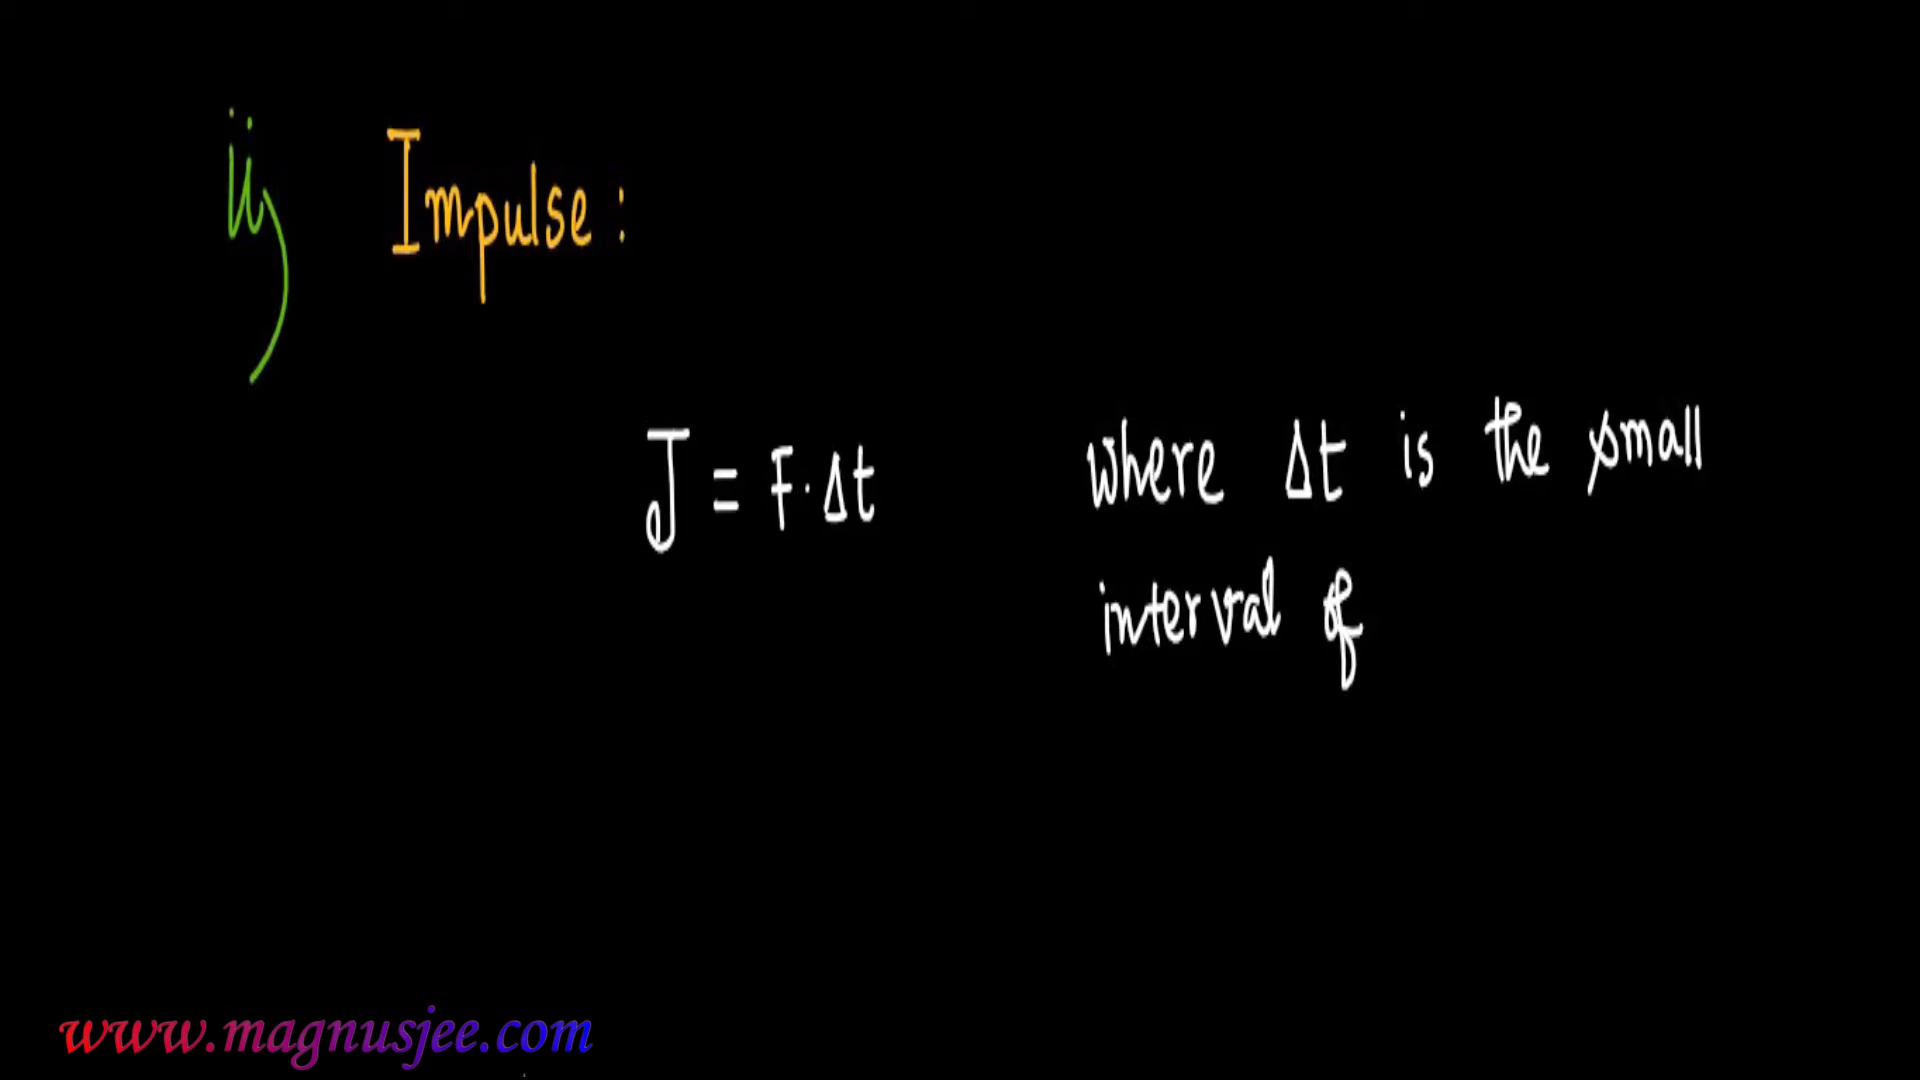 ii) Impulse :
J = F · Δt where Δt is the small
interval of
www.magnusjee.com